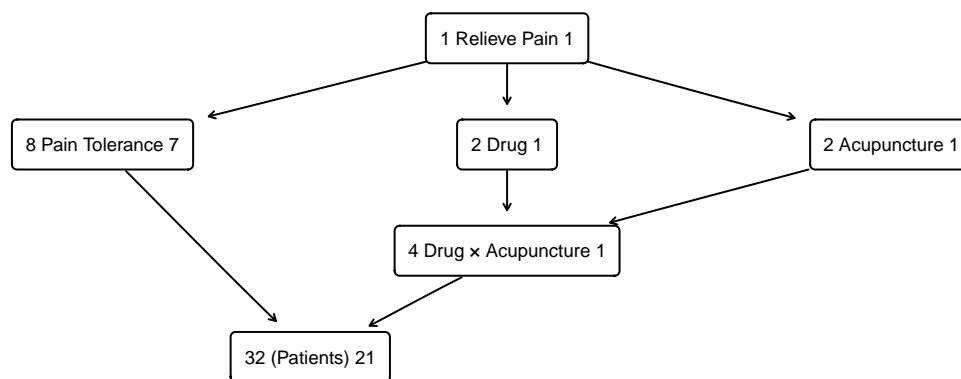 1 Relieve Pain 1
8 Pain Tolerance 7
2 Drug 1
2 Acupuncture 1
4 Drug × Acupuncture 1
32 (Patients) 21